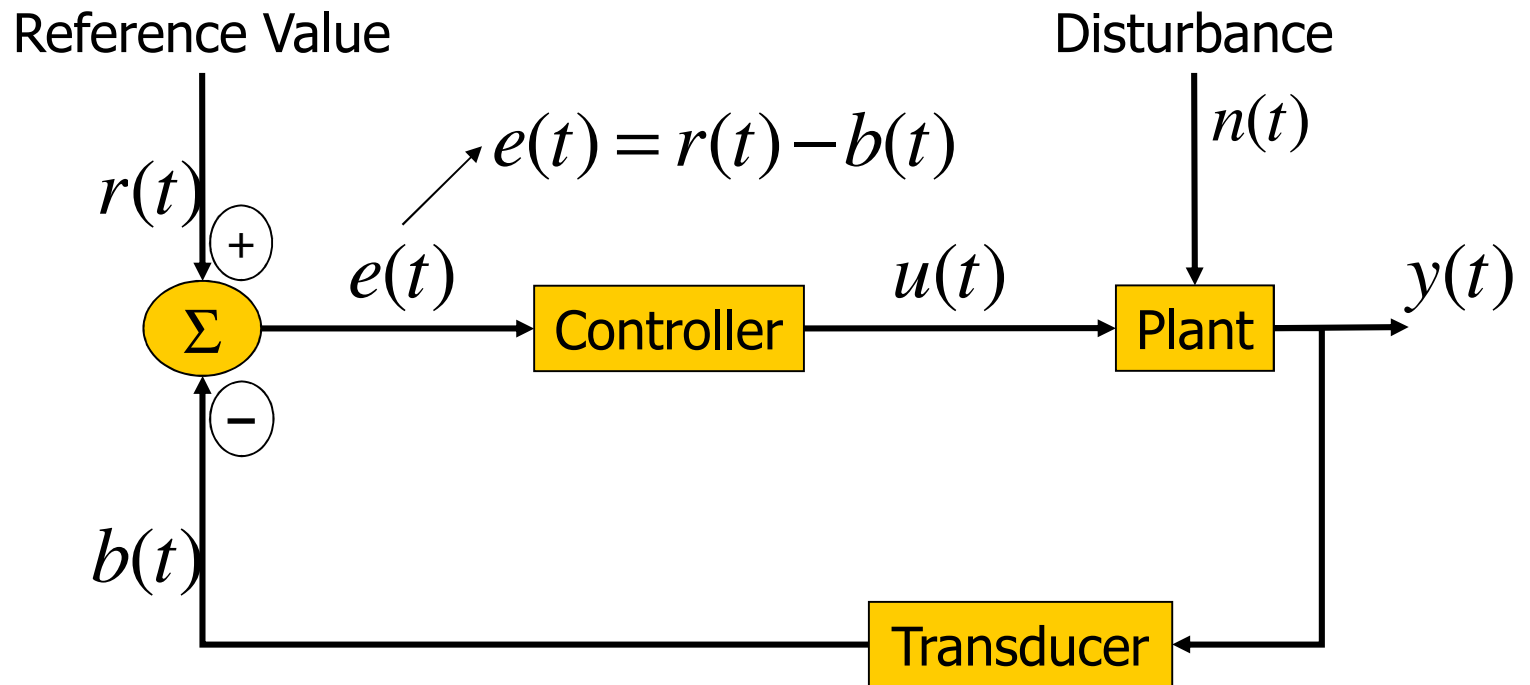 Reference Value
Disturbance
n(t)
e(t) = r(t) − b(t)
r(t)
+
e(t)
u(t)
y(t)
Σ
Controller
Plant
−
b(t)
Transducer